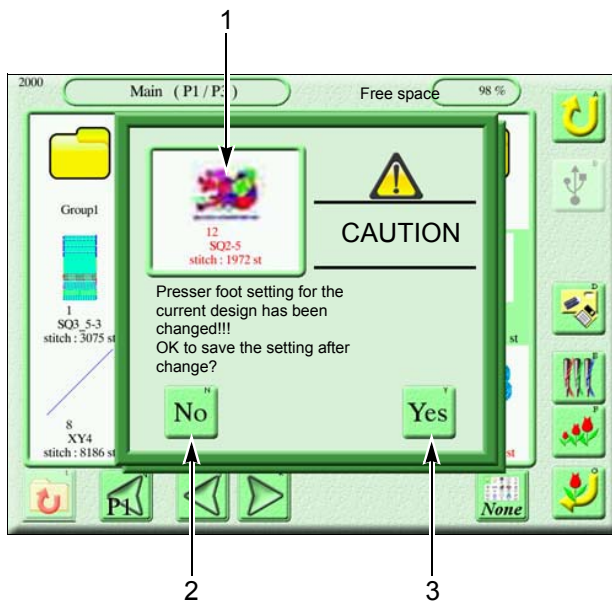 1
2000
Main ( P1 / P3 )
Free space
98 %
Group1
1
SQ3_5-3
stitch : 3075 st
8
XY4
stitch : 8186 st
12
SQ2-5
stitch : 1972 st
CAUTION
Presser foot setting for the
current design has been
changed!!!
OK to save the setting after
change?
N
No
Y
Yes
st
st
A
D
E
P
O
P1
None
2
3